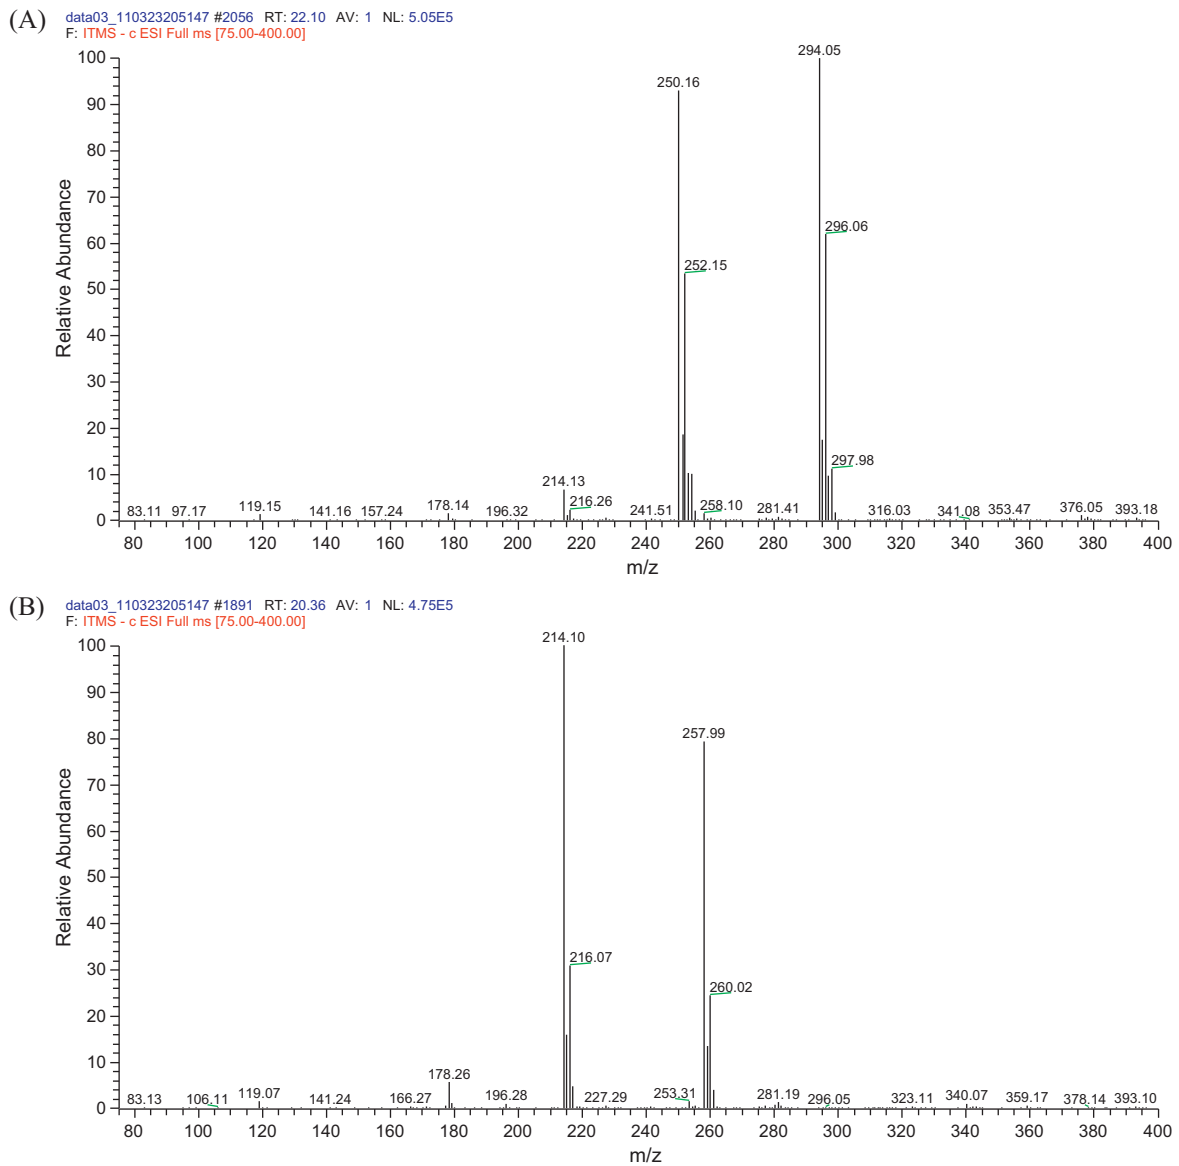 (A) data03_110323205147 #2056 RT: 22.10 AV: 1 NL: 5.05E5
F: ITMS - c ESI Full ms [75.00-400.00]
294.05
100
250.16
90
80
70
296.06
60
252.15
50
40
30
20
297.98
10
214.13
216.26
83.11 97.17 119.15 141.16 157.24 178.14 196.32 241.51 258.10 281.41 316.03 341.08 353.47 376.05 393.18
0
80 100 120 140 160 180 200 220 240 260 280 300 320 340 360 380 400
m/z
Relative Abundance
(B) data03_110323205147 #1891 RT: 20.36 AV: 1 NL: 4.75E5
F: ITMS - c ESI Full ms [75.00-400.00]
214.10
100
90
257.99
80
70
60
50
40
216.07
30
260.02
20
10
178.26
83.13 106.11 119.07 141.24 166.27 196.28 227.29 253.31 281.19 296.05 323.11 340.07 359.17 378.14 393.10
0
80 100 120 140 160 180 200 220 240 260 280 300 320 340 360 380 400
m/z
Relative Abundance